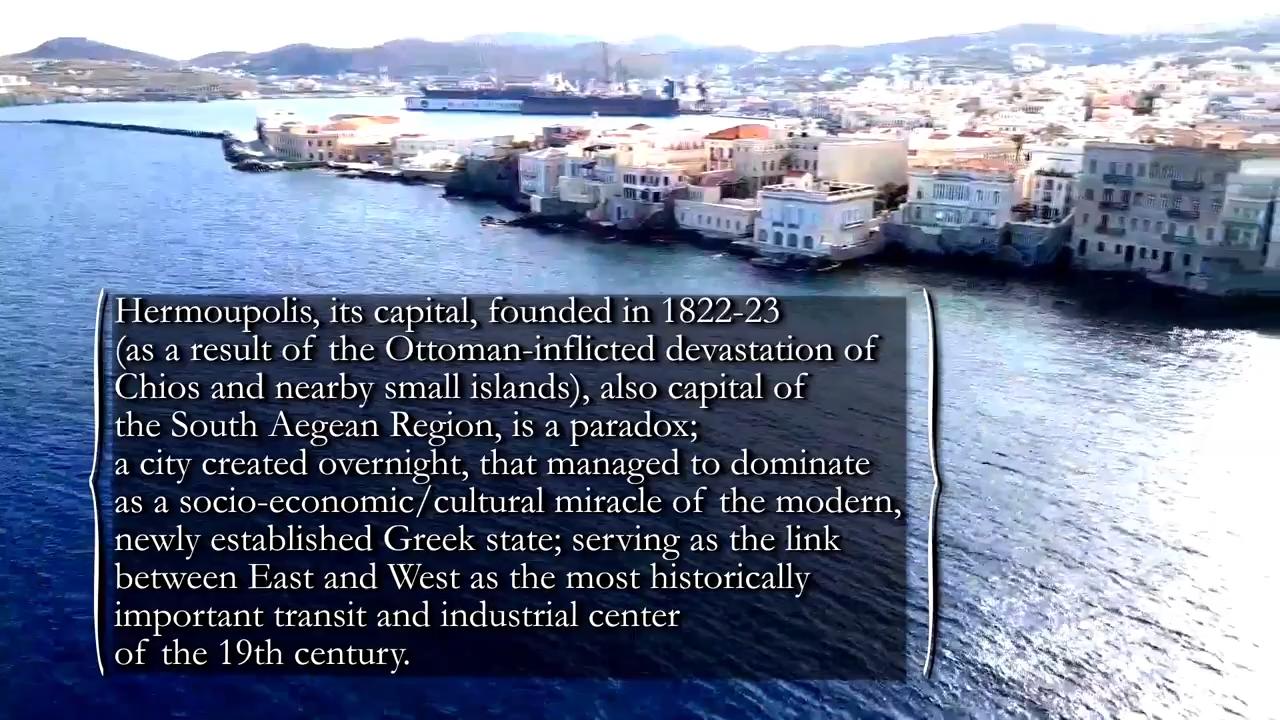 Hermoupolis, its capital, founded in 1822-23
(as a result of the Ottoman-inflicted devastation of
Chios and nearby small islands), also capital of
the South Aegean Region, is a paradox;
a city created overnight, that managed to dominate
as a socio-economic/cultural miracle of the modern,
newly established Greek state; serving as the link
between East and West as the most historically
important transit and industrial center
of the 19th century.